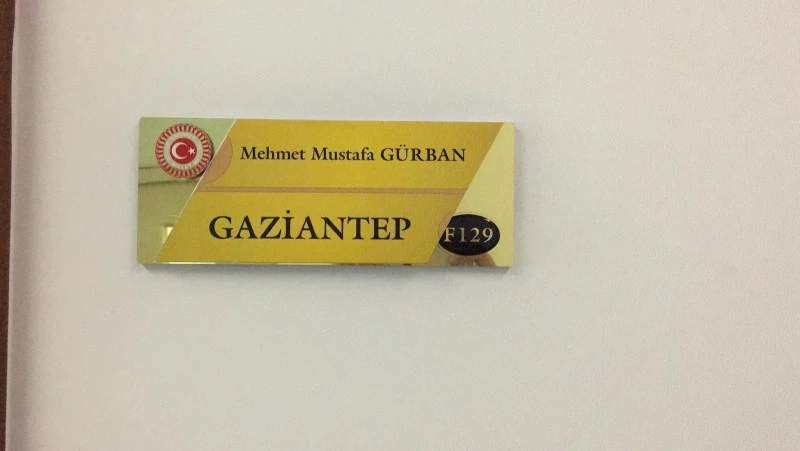 Mehmet Mustafa GÜRBAN
GAZİANTEP
F129